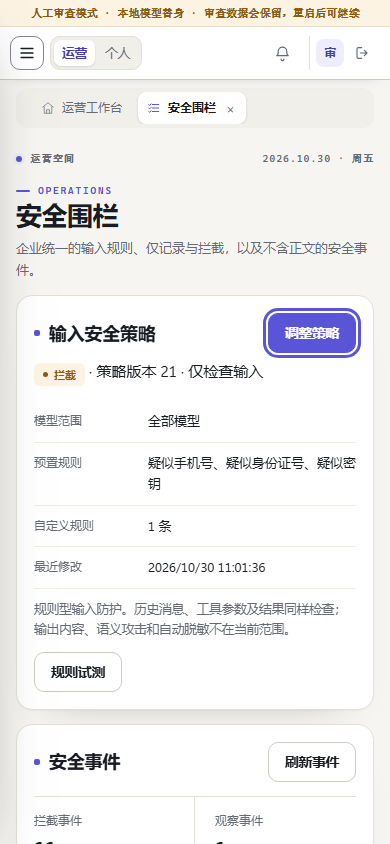 人工审查模式 · 本地模型替身 · 审查数据会保留，重启后可继续
运营 个人 审
运营工作台 安全围栏 ×
运营空间 2026.10.30 · 周五
OPERATIONS
安全围栏
企业统一的输入规则、仅记录与拦截，以及不含正文的安全事
件。
输入安全策略 调整策略
拦截 · 策略版本 21 · 仅检查输入
模型范围 全部模型
预置规则 疑似手机号、疑似身份证号、疑似密
钥
自定义规则 1 条
最近修改 2026/10/30 11:01:36
规则型输入防护。历史消息、工具参数及结果同样检查；
输出内容、语义攻击和自动脱敏不在当前范围。
规则试测
安全事件 刷新事件
拦截事件 观察事件